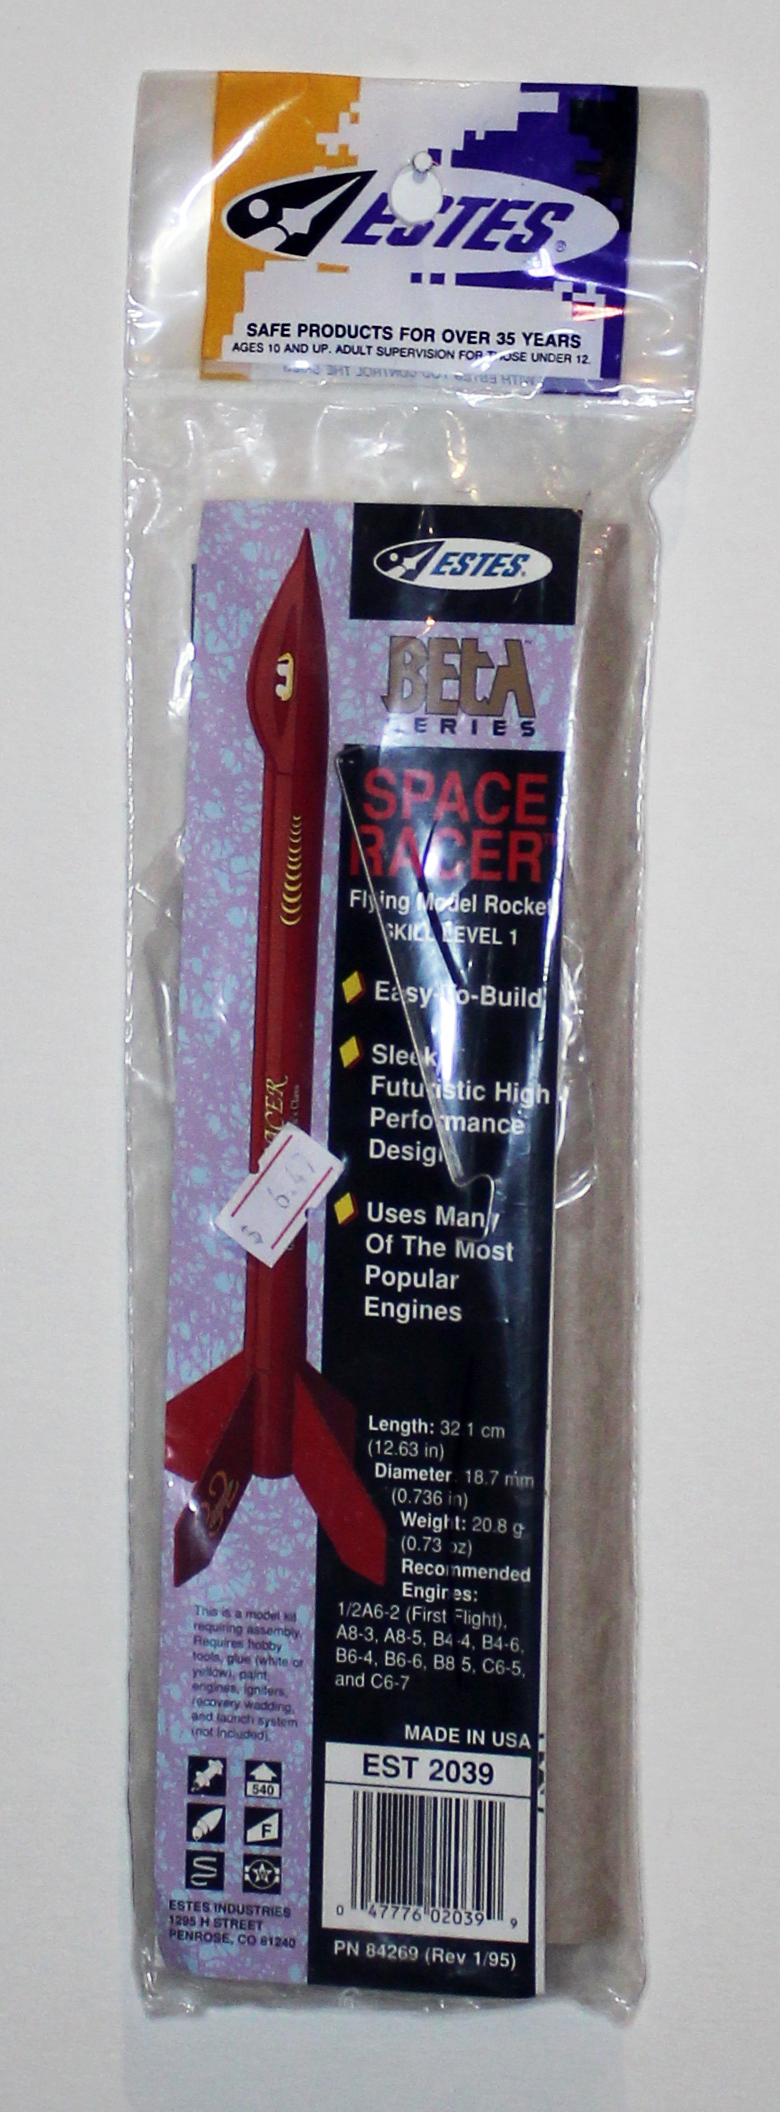 ESTES®
SAFE PRODUCTS FOR OVER 35 YEARS
AGES 10 AND UP. ADULT SUPERVISION FOR THOSE UNDER 12.
ESTES®
BETA™
SERIES
SPACE
RACER™
Flying Model Rocket
SKILL LEVEL 1
Easy-To-Build
Sleek,
Futuristic High
Performance
Design
Uses Many
Of The Most
Popular
Engines
ACER
6.47
Length: 32.1 cm
(12.63 in)
Diameter: 18.7 mm
(0.736 in)
Weight: 20.8 g
(0.73 oz)
Recommended
Engines:
1/2A6-2 (First Flight),
A8-3, A8-5, B4-4, B4-6,
B6-4, B6-6, B8-5, C6-5,
and C6-7
This is a model kit
requiring assembly.
Requires hobby
tools, glue (white or
yellow), paint,
engines, igniters,
recovery wadding,
and launch system
(not included).
540
F
MADE IN USA
EST 2039
0 47776 02039 9
ESTES INDUSTRIES
1295 H STREET
PENROSE, CO 81240
PN 84269 (Rev 1/95)